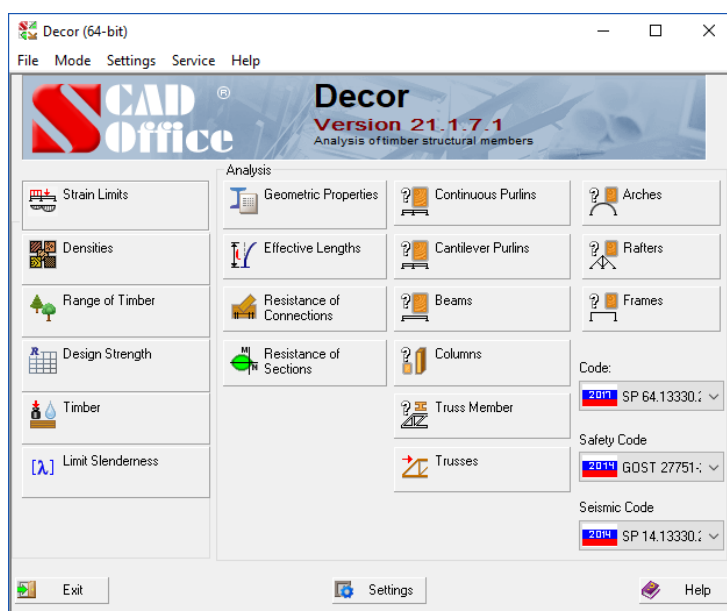 Decor (64-bit)
File Mode Settings Service Help
SCAD Office ®
Decor
Version 21.1.7.1
Analysis of timber structural members
Analysis
Strain Limits
Densities
Range of Timber
Design Strength
Timber
[λ] Limit Slenderness
Geometric Properties
Effective Lengths
Resistance of
Connections
Resistance of
Sections
Continuous Purlins
Cantilever Purlins
Beams
Columns
Truss Member
Trusses
Arches
Rafters
Frames
Code:
2017 SP 64.13330.2
Safety Code
2014 GOST 27751-2
Seismic Code
2014 SP 14.13330.2
Exit
Settings
Help